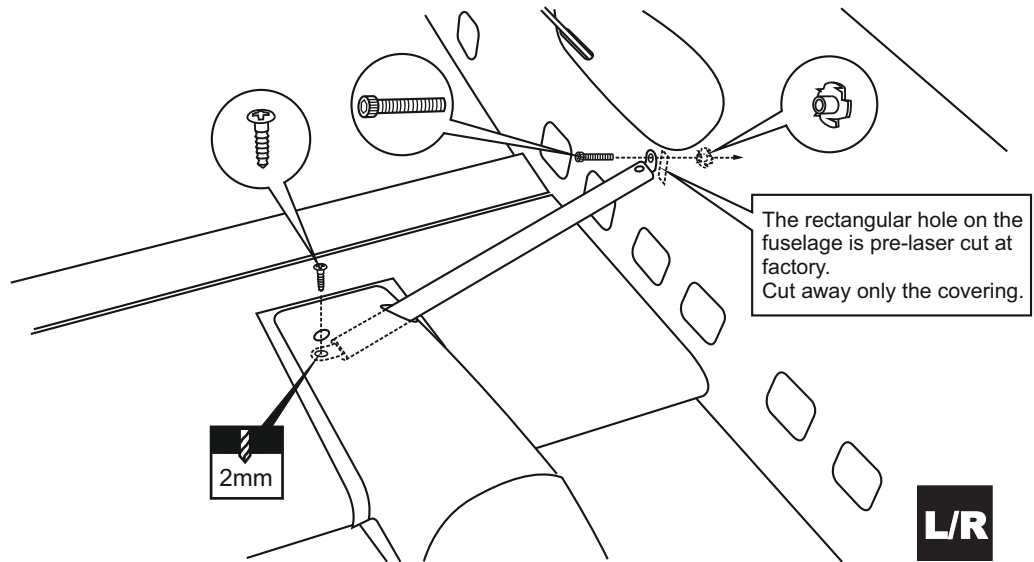 The rectangular hole on the
fuselage is pre-laser cut at
factory.
Cut away only the covering.
2mm
L/R